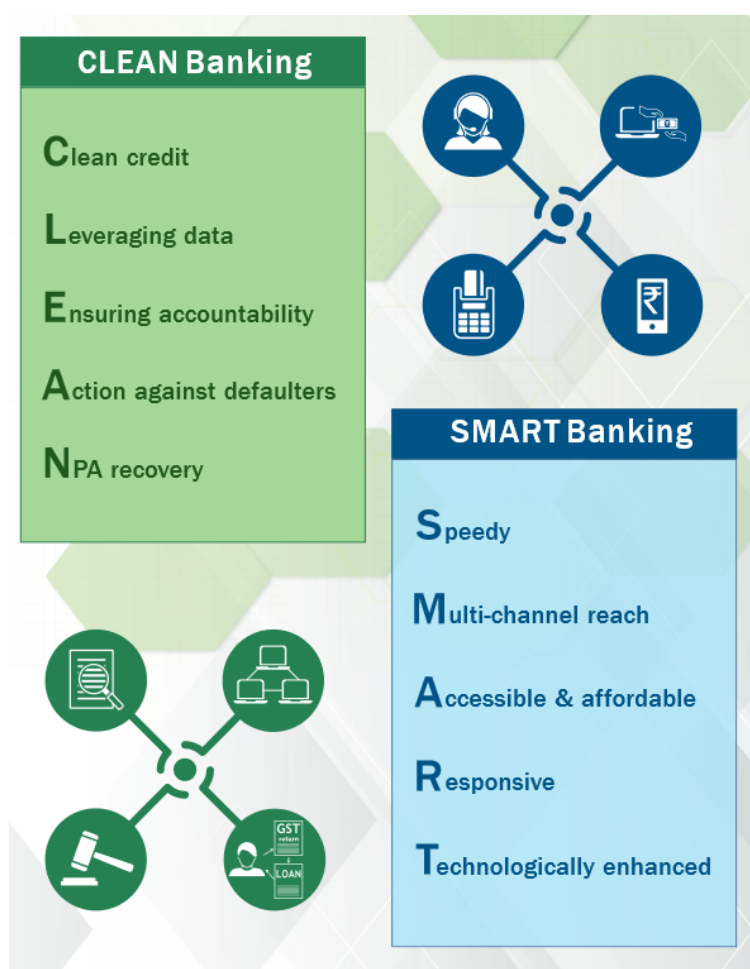 CLEAN Banking
Clean credit
Leveraging data
Ensuring accountability
Action against defaulters
NPA recovery
₹
SMART Banking
Speedy
Multi-channel reach
Accessible & affordable
Responsive
Technologically enhanced
GST
return
LOAN